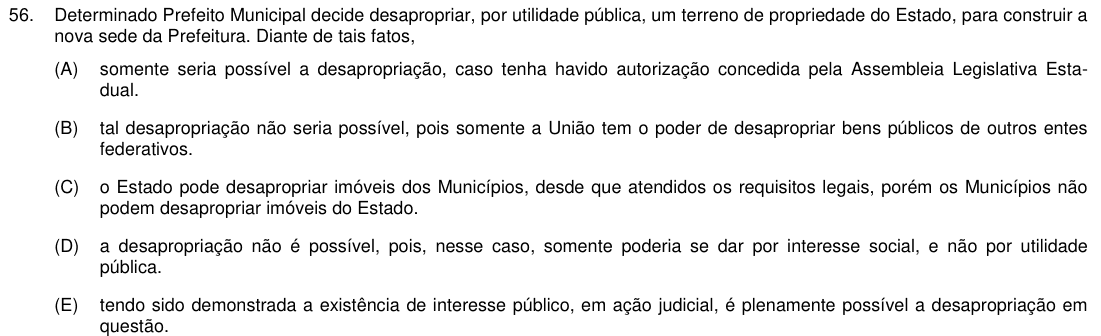 56. Determinado Prefeito Municipal decide desapropriar, por utilidade pública, um terreno de propriedade do Estado, para construir a
nova sede da Prefeitura. Diante de tais fatos,
(A) somente seria possível a desapropriação, caso tenha havido autorização concedida pela Assembleia Legislativa Esta-
dual.
(B) tal desapropriação não seria possível, pois somente a União tem o poder de desapropriar bens públicos de outros entes
federativos.
(C) o Estado pode desapropriar imóveis dos Municípios, desde que atendidos os requisitos legais, porém os Municípios não
podem desapropriar imóveis do Estado.
(D) a desapropriação não é possível, pois, nesse caso, somente poderia se dar por interesse social, e não por utilidade
pública.
(E) tendo sido demonstrada a existência de interesse público, em ação judicial, é plenamente possível a desapropriação em
questão.